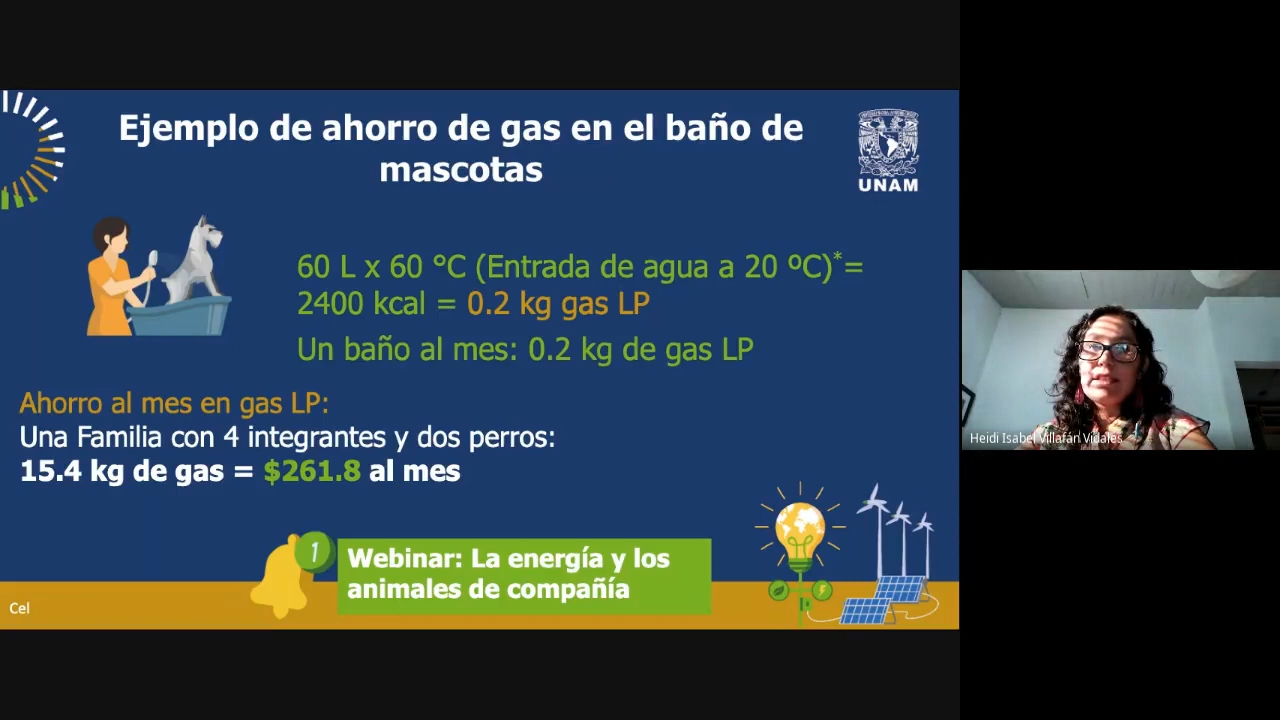 Ejemplo de ahorro de gas en el baño de
mascotas
UNAM
60 L x 60 °C (Entrada de agua a 20 ºC)*=
2400 kcal = 0.2 kg gas LP
Un baño al mes: 0.2 kg de gas LP
Ahorro al mes en gas LP:
Una Familia con 4 integrantes y dos perros:
15.4 kg de gas = $261.8 al mes
1
Webinar: La energía y los
animales de compañía
Cel
Heidi Isabel Villafán Vidales